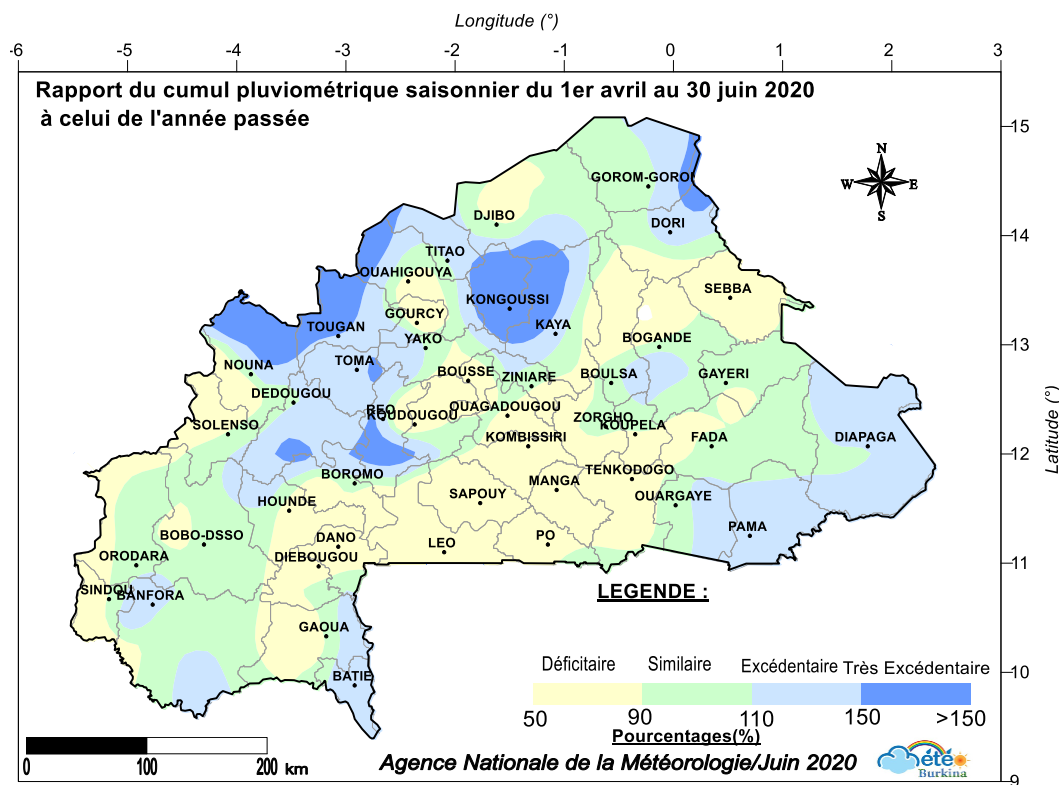 Longitude (°)
-6 -5 -4 -3 -2 -1 0 1 2 3
Rapport du cumul pluviométrique saisonnier du 1er avril au 30 juin 2020
à celui de l'année passée
15
N
W E
S
GOROM-GOROM
DJIBO
DORI
14
TITAO
OUAHIGOUYA
SEBBA
KONGOUSSI
GOURCY
TOUGAN
KAYA
YAKO
BOGANDE
13
NOUNA
TOMA
BOUSSE
ZINIARE
BOULSA
GAYERI
DEDOUGOU
REO
KOUDOUGOU
OUAGADOUGOU
ZORGHO
SOLENSO
KOUPELA
KOMBISSIRI
FADA
DIAPAGA
Latitude (°)
12
BOROMO
TENKODOGO
HOUNDE
SAPOUY
MANGA
OUARGAYE
BOBO-DSSO
DANO
LEO
PO
PAMA
ORODARA
DIEBOUGOU
11
SINDOU
BANFORA
LEGENDE :
GAOUA
BATIE
10
Déficitaire Similaire Excédentaire Très Excédentaire
50 90 110 150 >150
Pourcentages(%)
0 100 200 km
Agence Nationale de la Météorologie/Juin 2020
été
Burkina
9